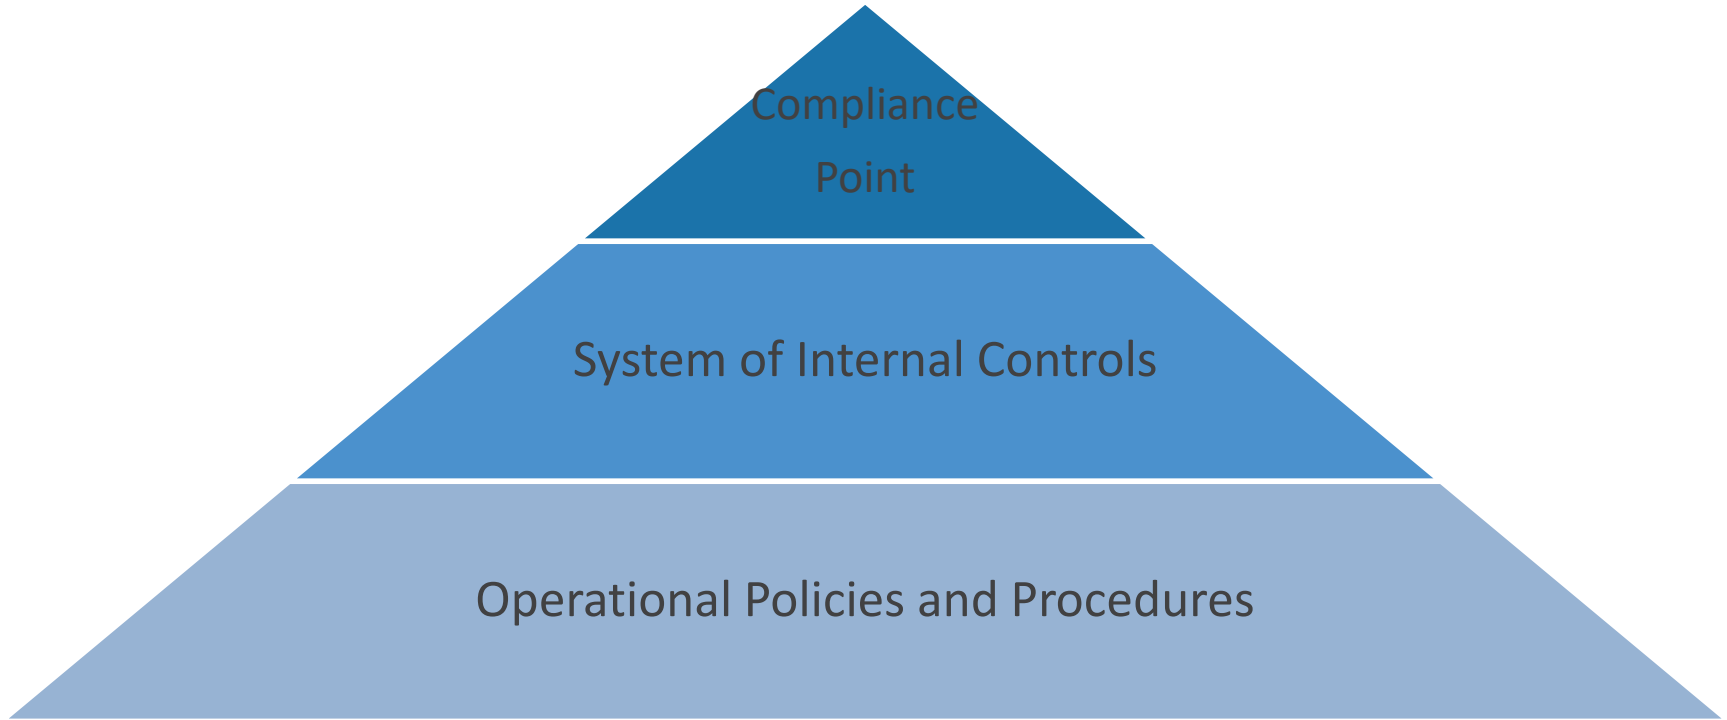 Compliance
Point
System of Internal Controls
Operational Policies and Procedures